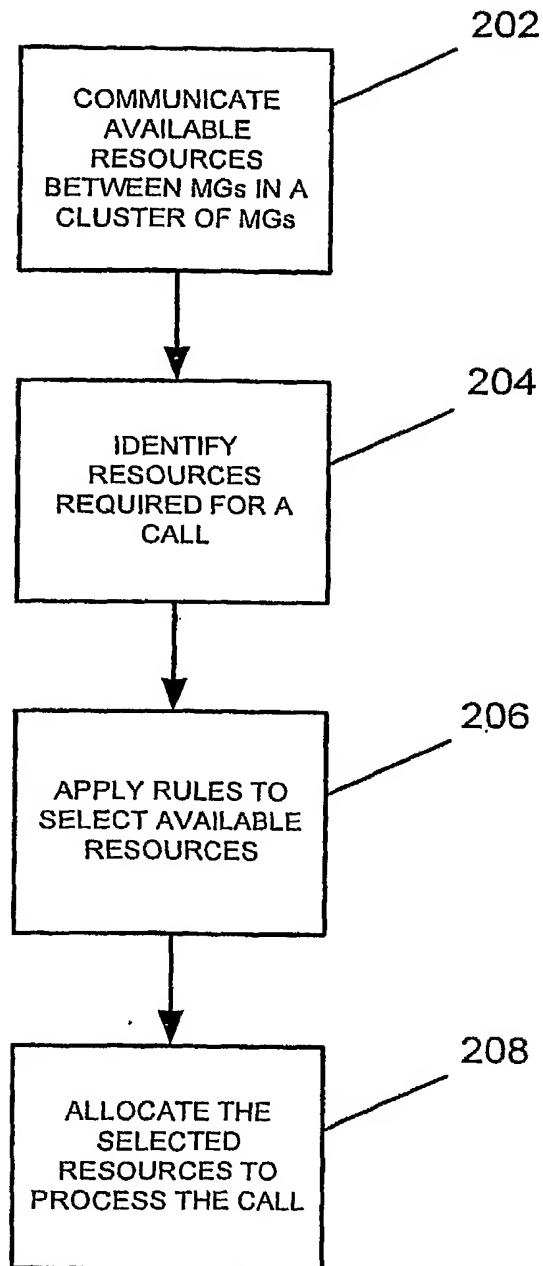 202
COMMUNICATE
AVAILABLE
RESOURCES
BETWEEN MGs IN A
CLUSTER OF MGs
204
IDENTIFY
RESOURCES
REQUIRED FOR A
CALL
206
APPLY RULES TO
SELECT AVAILABLE
RESOURCES
208
ALLOCATE THE
SELECTED
RESOURCES TO
PROCESS THE CALL